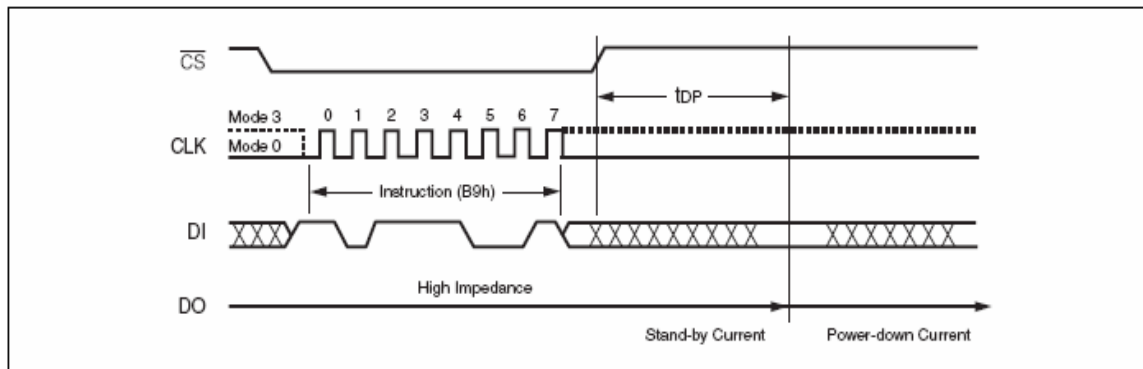 CS
tDP
Mode 3
0 1 2 3 4 5 6 7
CLK
Mode 0
Instruction (B9h)
DI
High Impedance
DO
Stand-by Current
Power-down Current